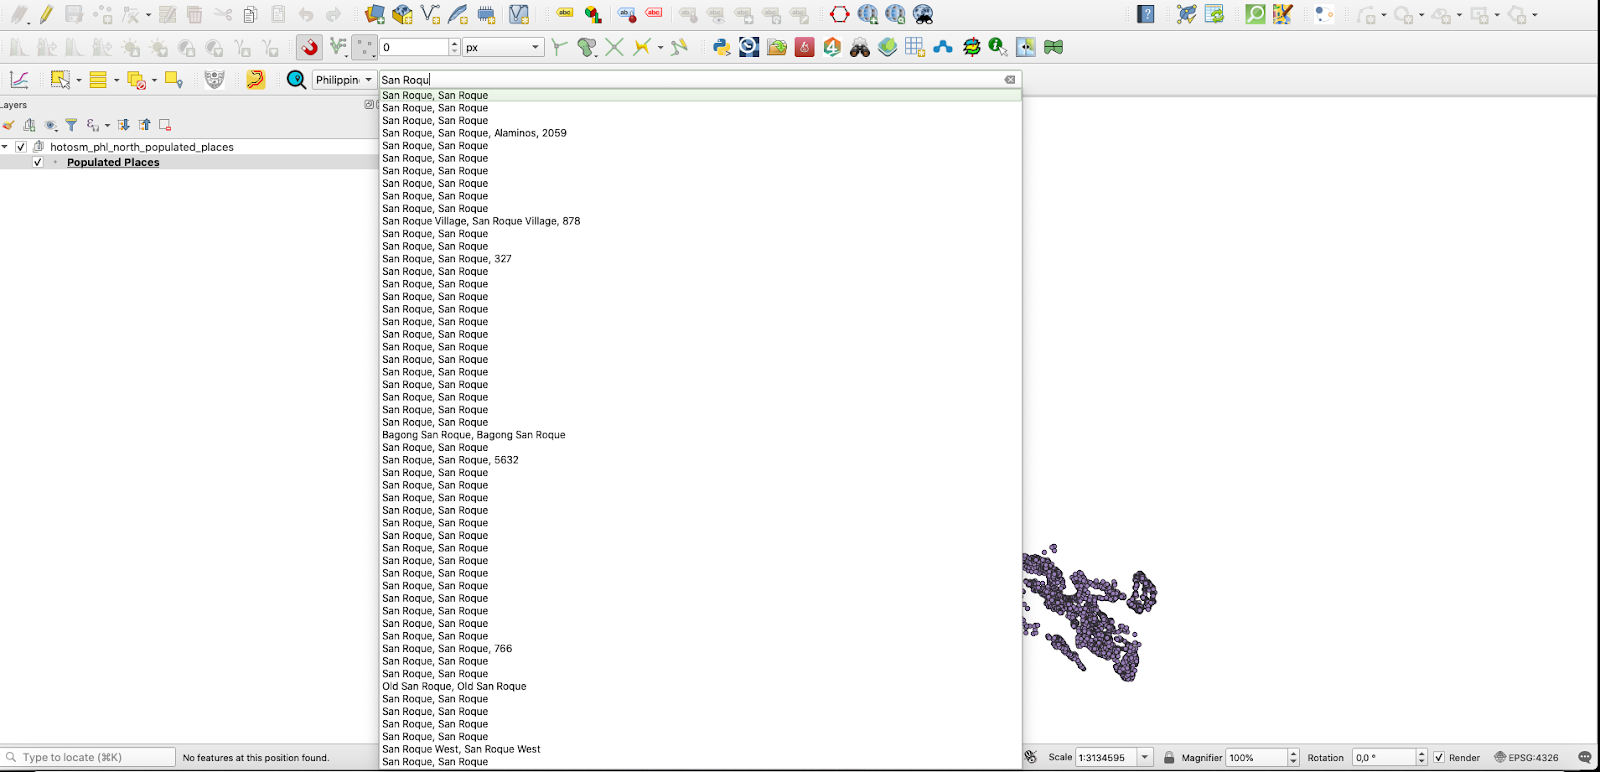 abc
abc
ab
abc
0
px
Philippin
San Roqu
ayers
hotosm_phl_north_populated_places
Populated Places
San Roque, San Roque
San Roque, San Roque
San Roque, San Roque
San Roque, San Roque, Alaminos, 2059
San Roque, San Roque
San Roque, San Roque
San Roque, San Roque
San Roque, San Roque
San Roque, San Roque
San Roque, San Roque
San Roque Village, San Roque Village, 878
San Roque, San Roque
San Roque, San Roque
San Roque, San Roque, 327
San Roque, San Roque
San Roque, San Roque
San Roque, San Roque
San Roque, San Roque
San Roque, San Roque
San Roque, San Roque
San Roque, San Roque
San Roque, San Roque
San Roque, San Roque
San Roque, San Roque
San Roque, San Roque
San Roque, San Roque
San Roque, San Roque
Bagong San Roque, Bagong San Roque
San Roque, San Roque
San Roque, San Roque, 5632
San Roque, San Roque
San Roque, San Roque
San Roque, San Roque
San Roque, San Roque
San Roque, San Roque
San Roque, San Roque
San Roque, San Roque
San Roque, San Roque
San Roque, San Roque
San Roque, San Roque
San Roque, San Roque
San Roque, San Roque
San Roque, San Roque
San Roque, San Roque
San Roque, San Roque, 766
San Roque, San Roque
San Roque, San Roque
Old San Roque, Old San Roque
San Roque, San Roque
San Roque, San Roque
San Roque, San Roque
San Roque, San Roque
San Roque West, San Roque West
San Roque, San Roque
Type to locate (⌘K) No features at this position found. Scale 1:3134595 Magnifier 100% Rotation 0,0 ° Render EPSG:4326